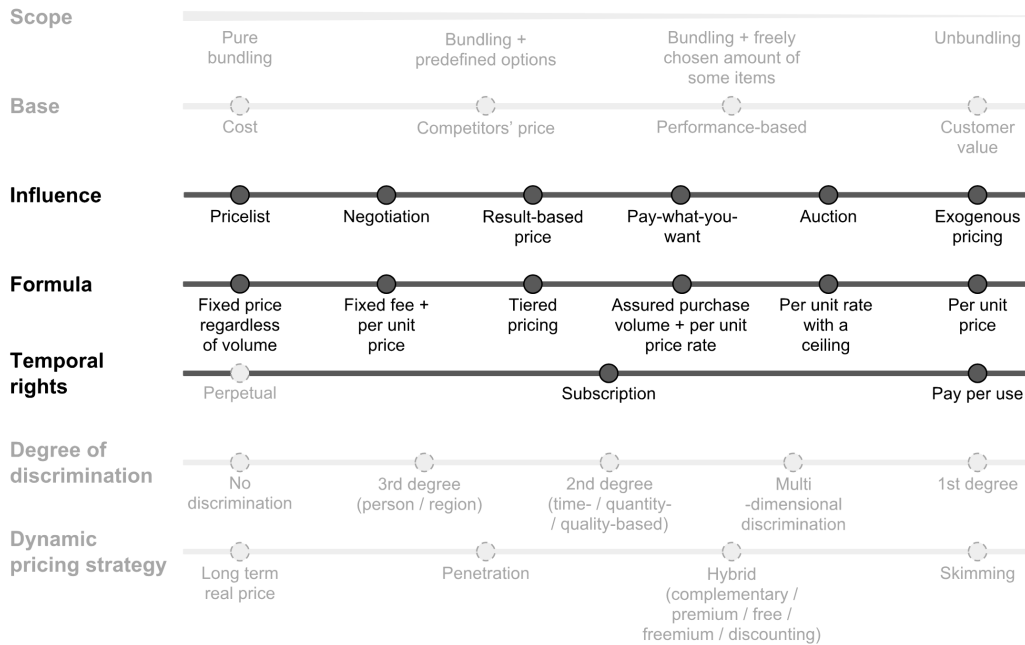 Scope
Pure
bundling
Bundling +
predefined options
Bundling + freely
chosen amount of
some items
Unbundling
Base
Cost
Competitors' price
Performance-based
Customer
value
Influence
Pricelist
Negotiation
Result-based
price
Pay-what-you-
want
Auction
Exogenous
pricing
Formula
Fixed price
regardless
of volume
Fixed fee +
per unit
price
Tiered
pricing
Assured purchase
volume + per unit
price rate
Per unit rate
with a
ceiling
Per unit
price
Temporal
rights
Perpetual
Subscription
Pay per use
Degree of
discrimination
No
discrimination
3rd degree
(person / region)
2nd degree
(time- / quantity-
/ quality-based)
Multi
-dimensional
discrimination
1st degree
Dynamic
pricing strategy
Long term
real price
Penetration
Hybrid
(complementary /
premium / free /
freemium / discounting)
Skimming